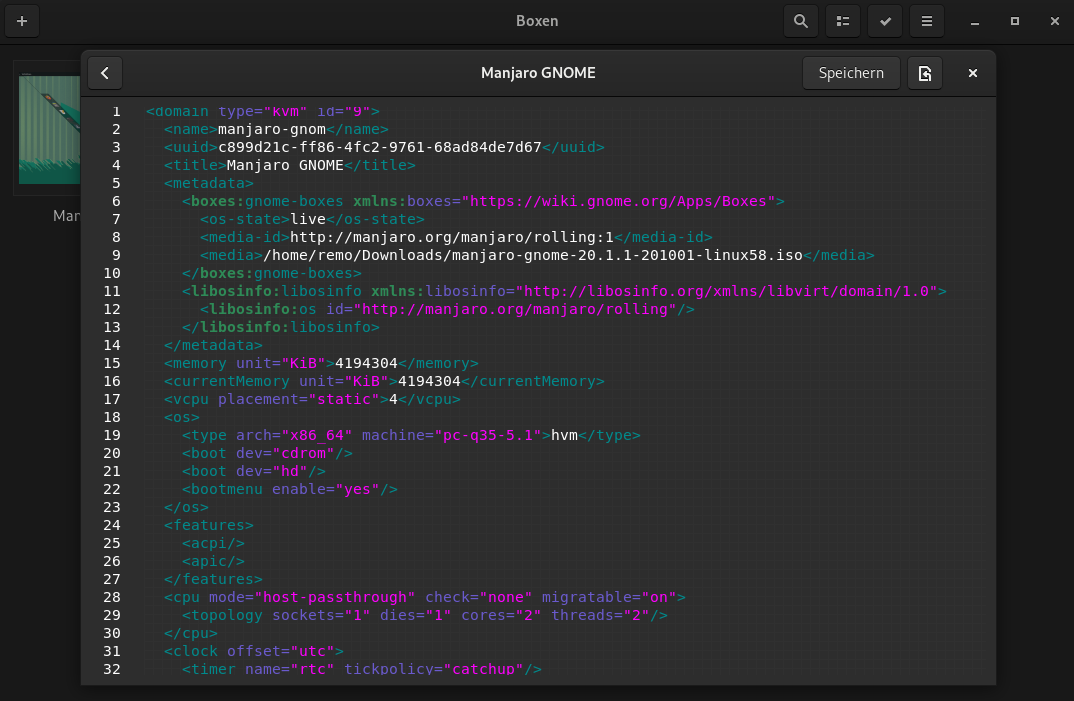 Boxen
Manjaro GNOME
Speichern
Man
1 <domain type="kvm" id="9">
2   <name>manjaro-gnom</name>
3   <uuid>c899d21c-ff86-4fc2-9761-68ad84de7d67</uuid>
4   <title>Manjaro GNOME</title>
5   <metadata>
6     <boxes:gnome-boxes xmlns:boxes="https://wiki.gnome.org/Apps/Boxes">
7       <os-state>live</os-state>
8       <media-id>http://manjaro.org/manjaro/rolling:1</media-id>
9       <media>/home/remo/Downloads/manjaro-gnome-20.1.1-201001-linux58.iso</media>
10     </boxes:gnome-boxes>
11     <libosinfo:libosinfo xmlns:libosinfo="http://libosinfo.org/xmlns/libvirt/domain/1.0">
12       <libosinfo:os id="http://manjaro.org/manjaro/rolling"/>
13     </libosinfo:libosinfo>
14   </metadata>
15   <memory unit="KiB">4194304</memory>
16   <currentMemory unit="KiB">4194304</currentMemory>
17   <vcpu placement="static">4</vcpu>
18   <os>
19     <type arch="x86_64" machine="pc-q35-5.1">hvm</type>
20     <boot dev="cdrom"/>
21     <boot dev="hd"/>
22     <bootmenu enable="yes"/>
23   </os>
24   <features>
25     <acpi/>
26     <apic/>
27   </features>
28   <cpu mode="host-passthrough" check="none" migratable="on">
29     <topology sockets="1" dies="1" cores="2" threads="2"/>
30   </cpu>
31   <clock offset="utc">
32     <timer name="rtc" tickpolicy="catchup"/>